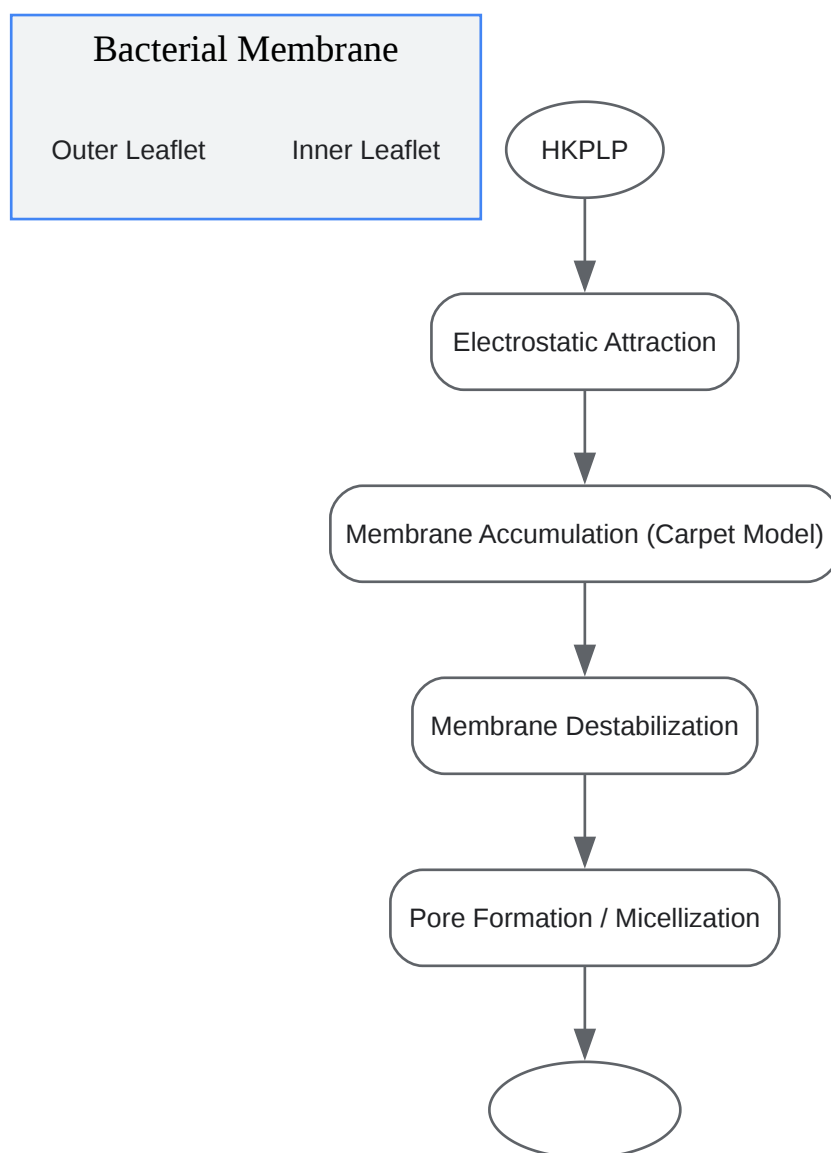 Bacterial Membrane
Outer Leaflet
Inner Leaflet
HKPLP
Electrostatic Attraction
Membrane Accumulation (Carpet Model)
Membrane Destabilization
Pore Formation / Micellization